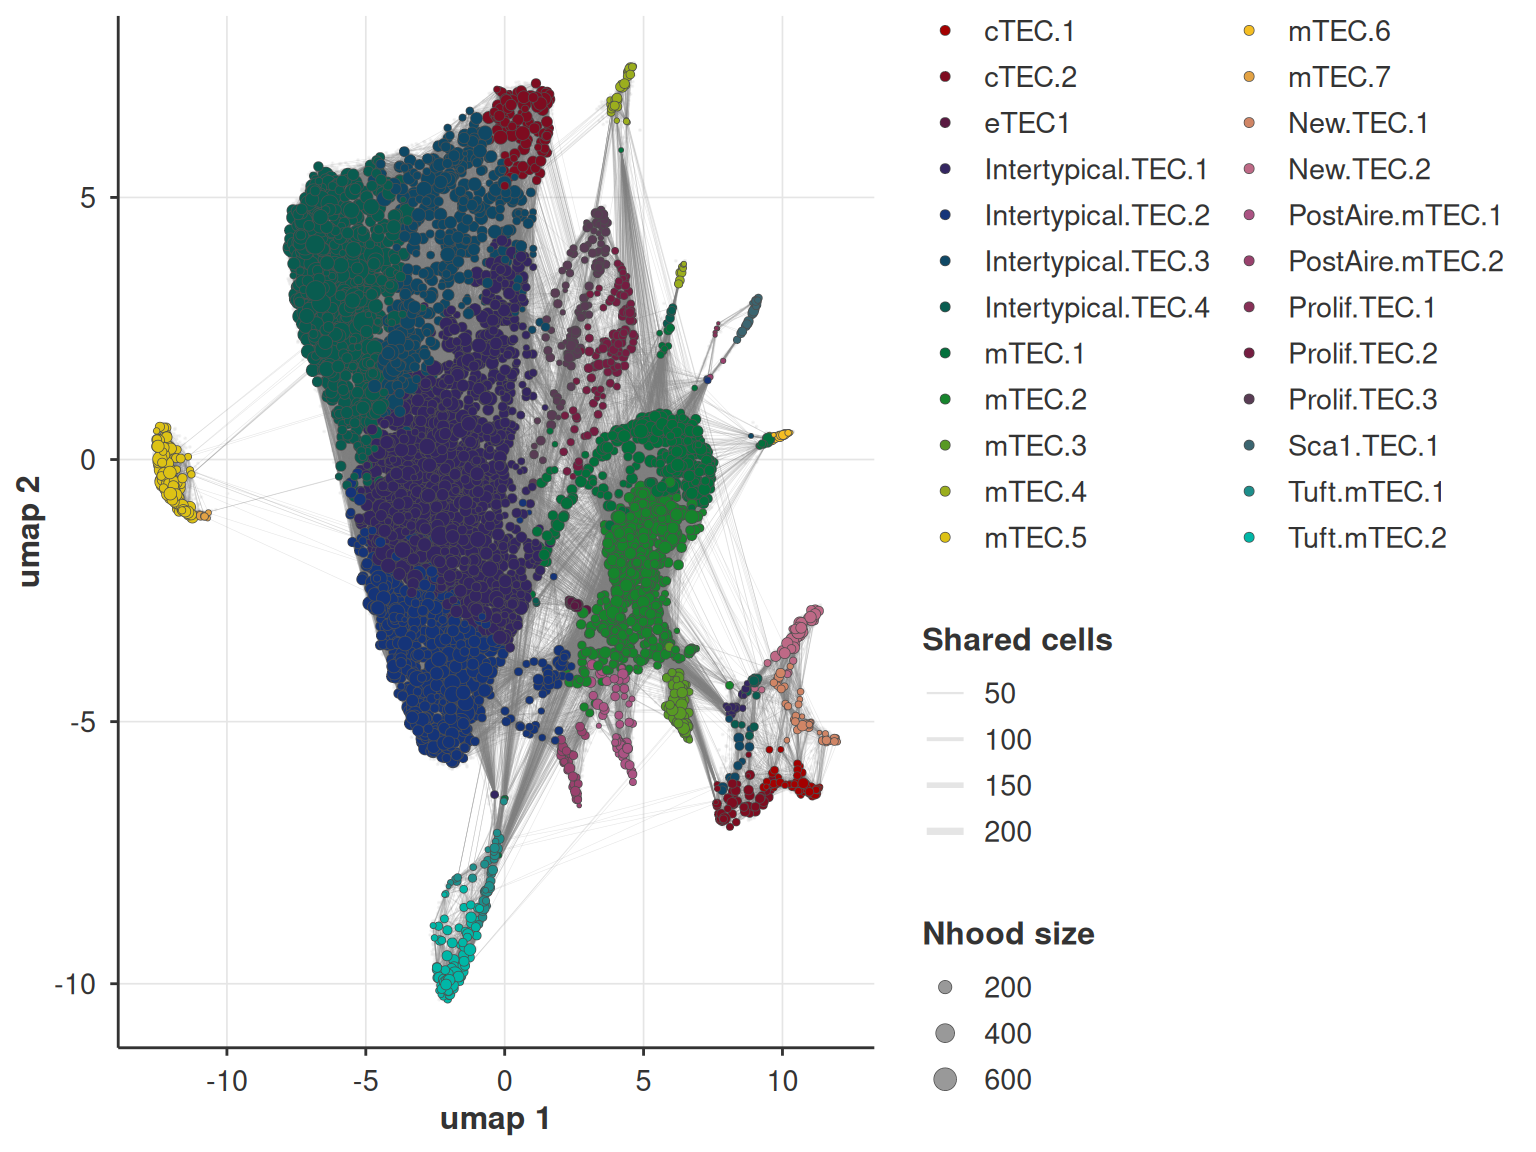 5
0
-5
-10
umap 2
-10
-5
0
5
10
umap 1
cTEC.1
cTEC.2
eTEC1
Intertypical.TEC.1
Intertypical.TEC.2
Intertypical.TEC.3
Intertypical.TEC.4
mTEC.1
mTEC.2
mTEC.3
mTEC.4
mTEC.5
mTEC.6
mTEC.7
New.TEC.1
New.TEC.2
PostAire.mTEC.1
PostAire.mTEC.2
Prolif.TEC.1
Prolif.TEC.2
Prolif.TEC.3
Sca1.TEC.1
Tuft.mTEC.1
Tuft.mTEC.2
Shared cells
50
100
150
200
Nhood size
200
400
600